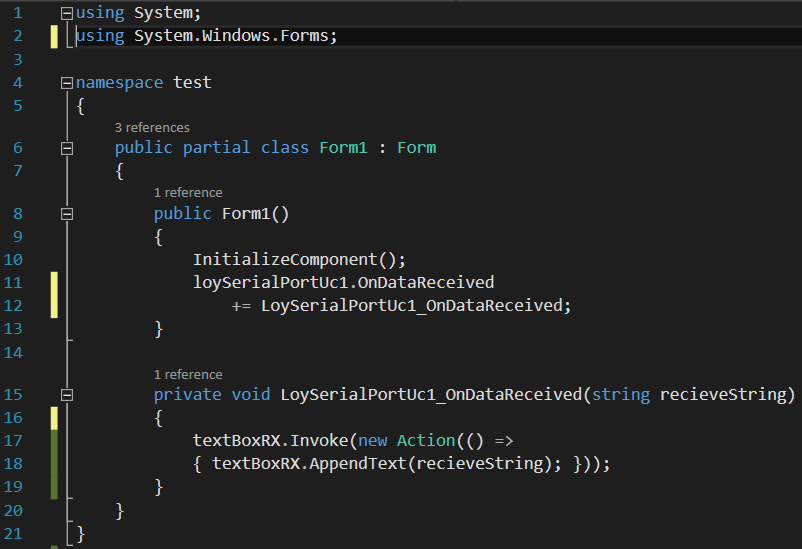 1 using System;
2 using System.Windows.Forms;
3
4 namespace test
5 {
3 references
6 public partial class Form1 : Form
7 {
1 reference
8 public Form1()
9 {
10 InitializeComponent();
11 loySerialPortUc1.OnDataReceived
12 += LoySerialPortUc1_OnDataReceived;
13 }
14
1 reference
15 private void LoySerialPortUc1_OnDataReceived(string recieveString)
16 {
17 textBoxRX.Invoke(new Action(() =>
18 { textBoxRX.AppendText(recieveString); }));
19 }
20 }
21 }